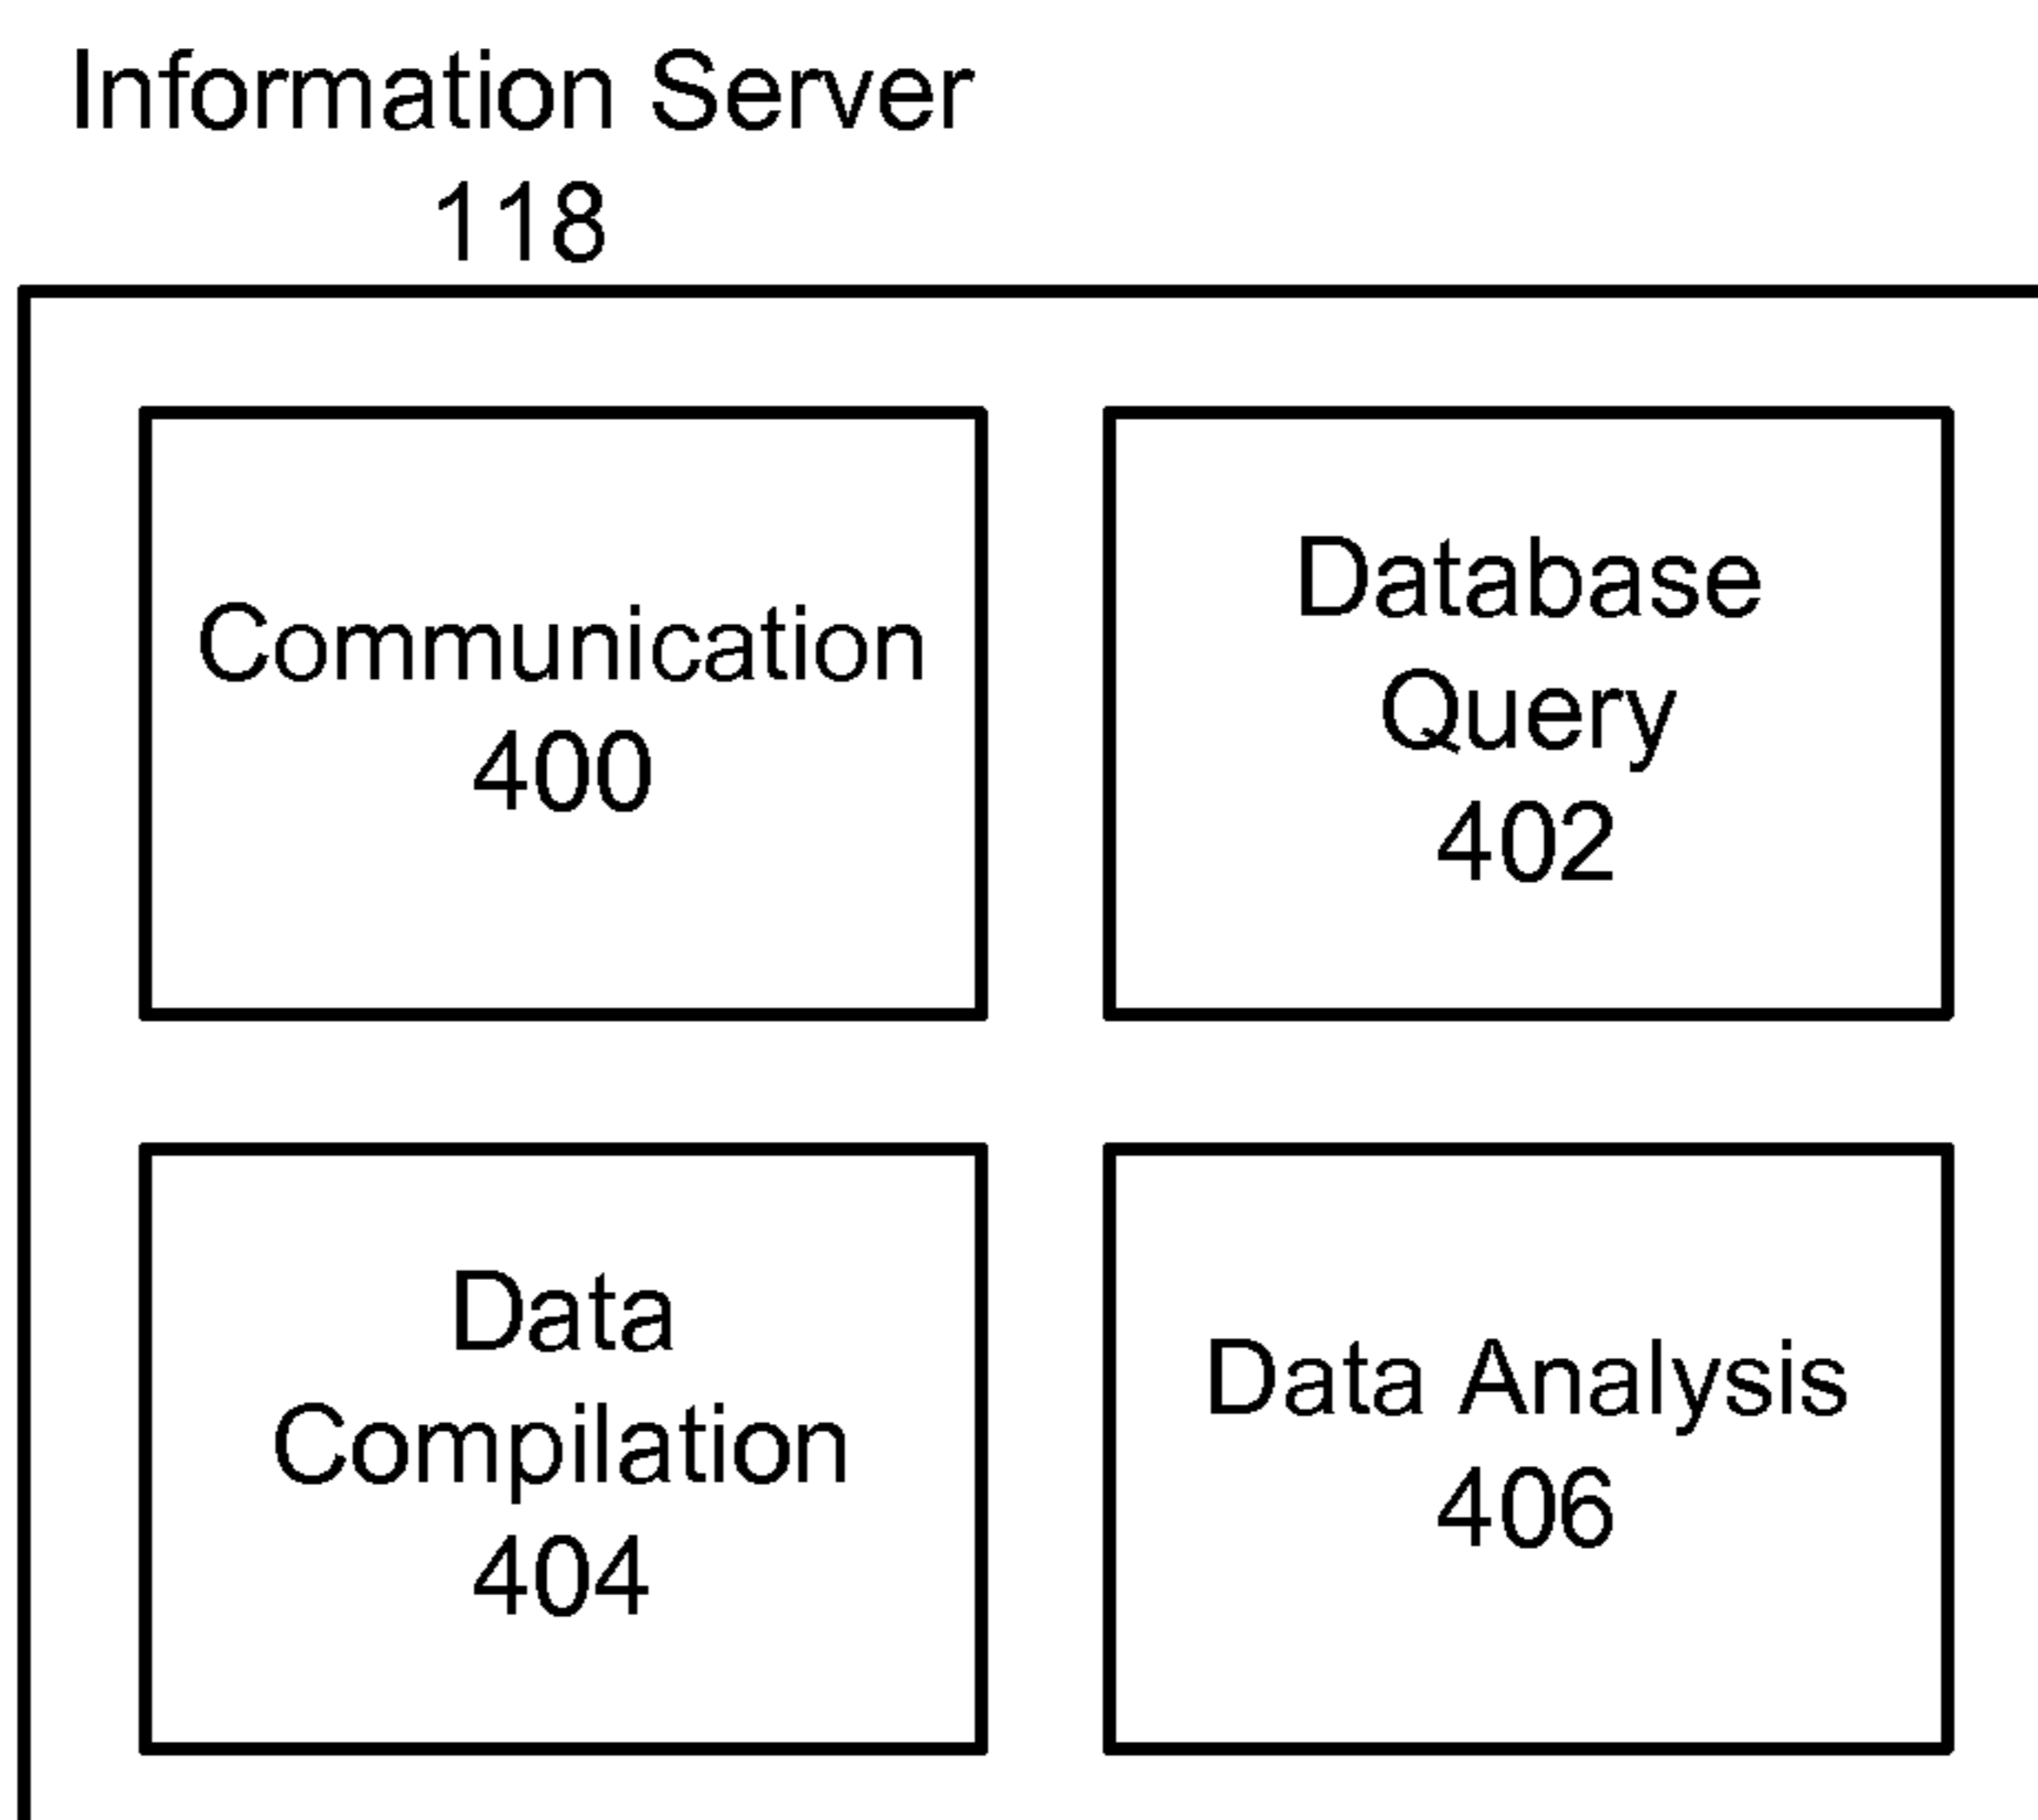 Information Server
118
Communication
400
Database
Query
402
Data
Compilation
404
Data Analysis
406